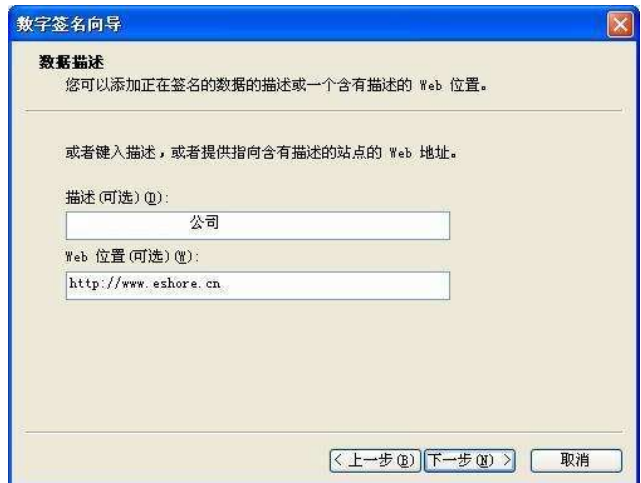 数字签名向导
数据描述
您可以添加正在签名的数据的描述或一个含有描述的 Web 位置。
或者键入描述，或者提供指向含有描述的站点的 Web 地址。
描述(可选)(D):
公司
Web 位置(可选)(W):
http://www.eshore.cn
< 上一步(B) 下一步(N) > 取消